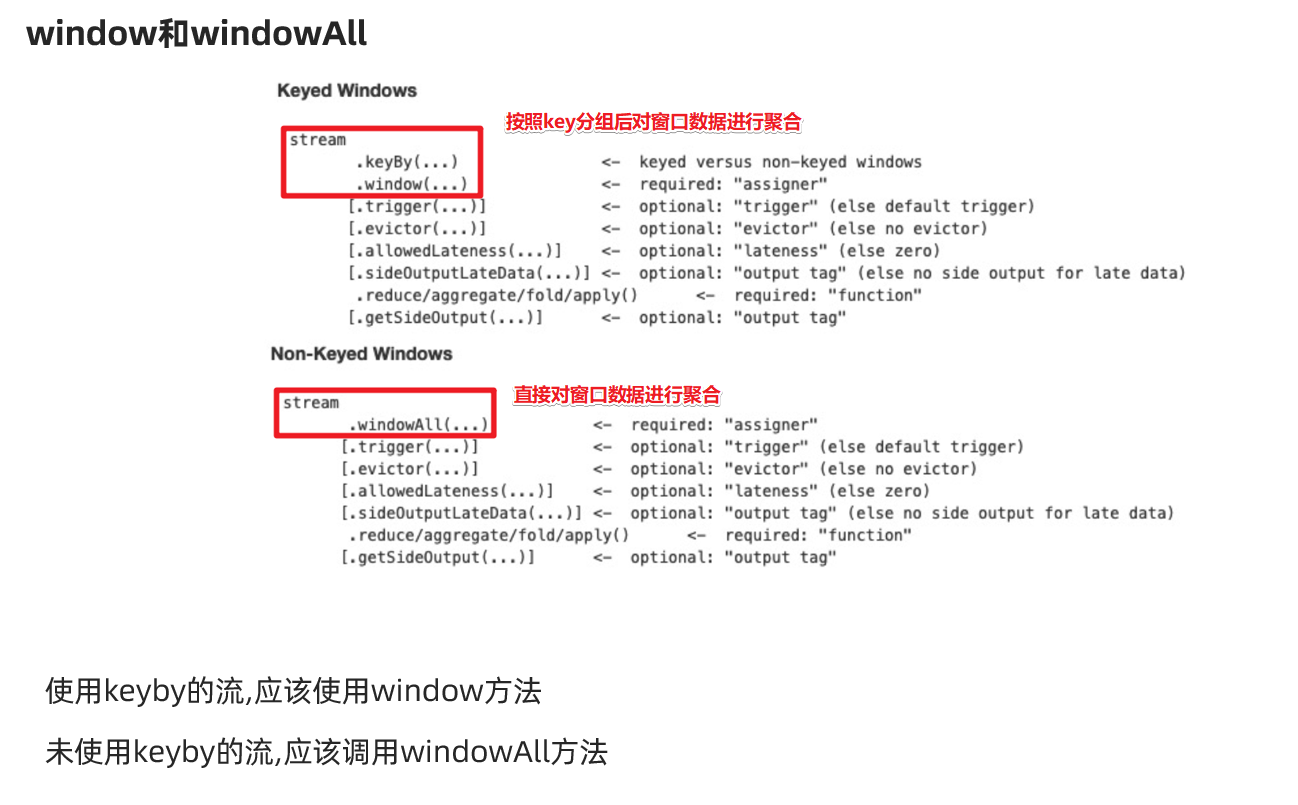 window和windowAll
Keyed Windows
按照key分组后对窗口数据进行聚合
stream
.keyBy(...) <- keyed versus non-keyed windows
.window(...) <- required: "assigner"
[.trigger(...)] <- optional: "trigger" (else default trigger)
[.evictor(...)] <- optional: "evictor" (else no evictor)
[.allowedLateness(...)] <- optional: "lateness" (else zero)
[.sideOutputLateData(...)] <- optional: "output tag" (else no side output for late data)
.reduce/aggregate/fold/apply() <- required: "function"
[.getSideOutput(...)] <- optional: "output tag"
Non-Keyed Windows
直接对窗口数据进行聚合
stream
.windowAll(...) <- required: "assigner"
[.trigger(...)] <- optional: "trigger" (else default trigger)
[.evictor(...)] <- optional: "evictor" (else no evictor)
[.allowedLateness(...)] <- optional: "lateness" (else zero)
[.sideOutputLateData(...)] <- optional: "output tag" (else no side output for late data)
.reduce/aggregate/fold/apply() <- required: "function"
[.getSideOutput(...)] <- optional: "output tag"
使用keyby的流,应该使用window方法
未使用keyby的流,应该调用windowAll方法